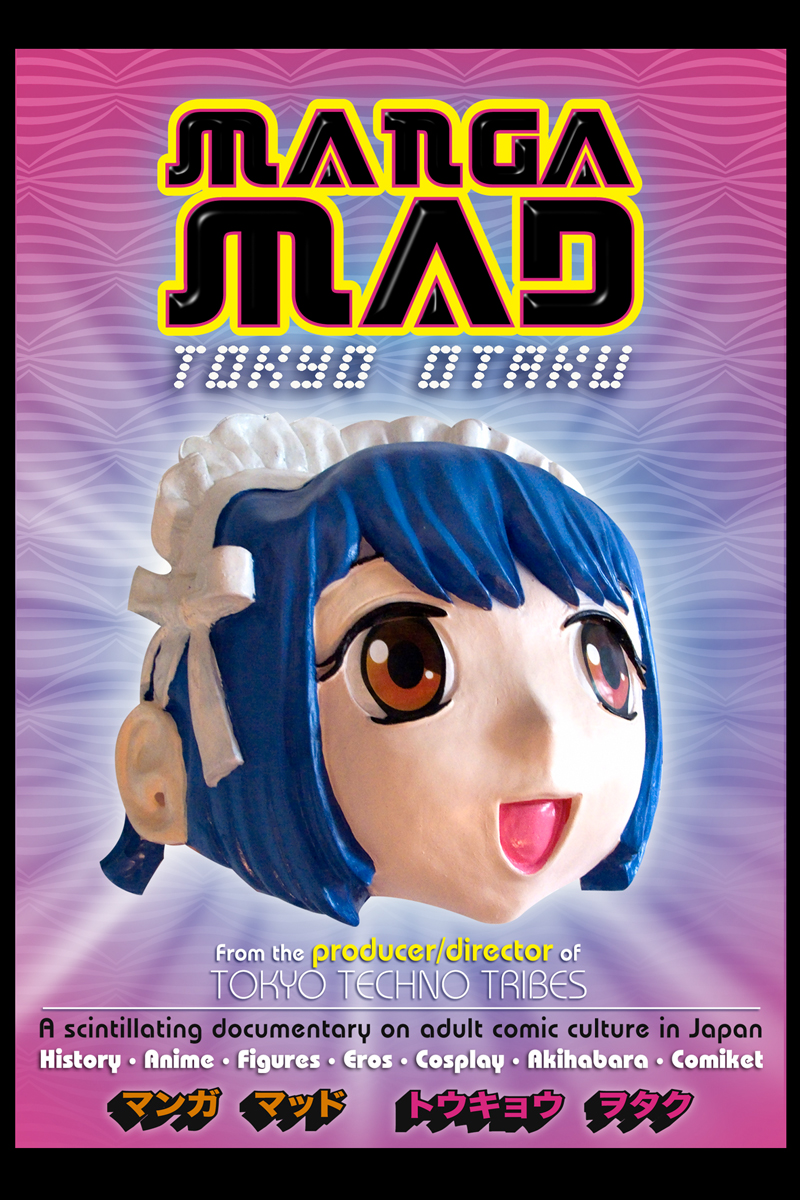 MANGA
MAD
TOKYO OTAKU
From the producer/director of
TOKYO TECHNO TRIBES
A scintillating documentary on adult comic culture in Japan
History • Anime • Figures • Eros • Cosplay • Akihabara • Comiket
マンガ マッド トウキョウ ヲタク